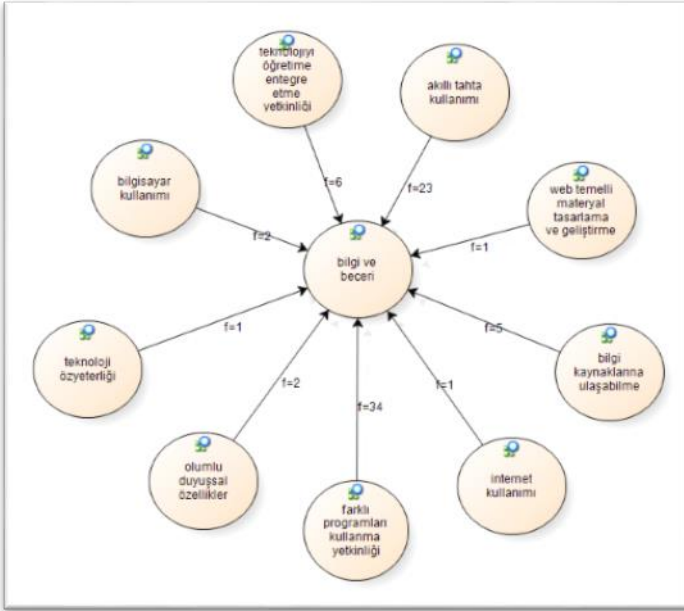 teknolojiyi
öğretime
entegre
etme
yetkinliği
akıllı tahta
kullanımı
bilgisayar
kullanımı
web temelli
materyal
tasarlama
ve geliştirme
f=6
f=23
f=2
f=1
bilgi ve
beceri
f=1
f=5
teknoloji
özyeterliği
bilgi
kaynaklarına
ulaşabilme
f=2
f=34
f=1
olumlu
duyuşsal
özellikler
internet
kullanımı
farklı
programları
kullanma
yetkinliği